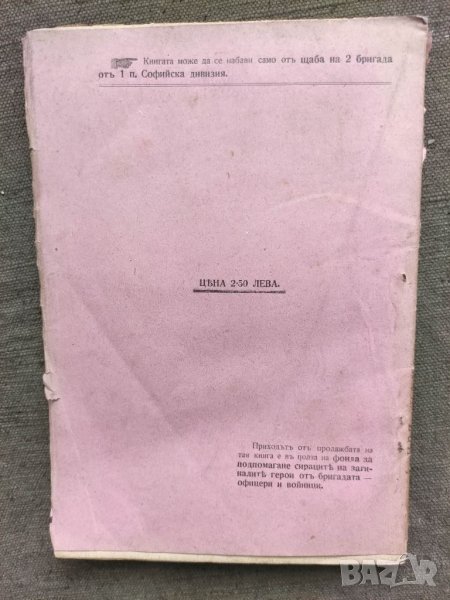 Книгата може да се набави само отъ щаба на 2 бригада
отъ 1 п. Софийска дивизия.
ЦѢНА 2·50 ЛЕВА.
Приходътъ отъ продажбата на
тая книга е въ полза на фонда за
подпомагане сирацитѣ на заги-
налитѣ герои отъ бригадата —
офицери и войници.
BAZAR